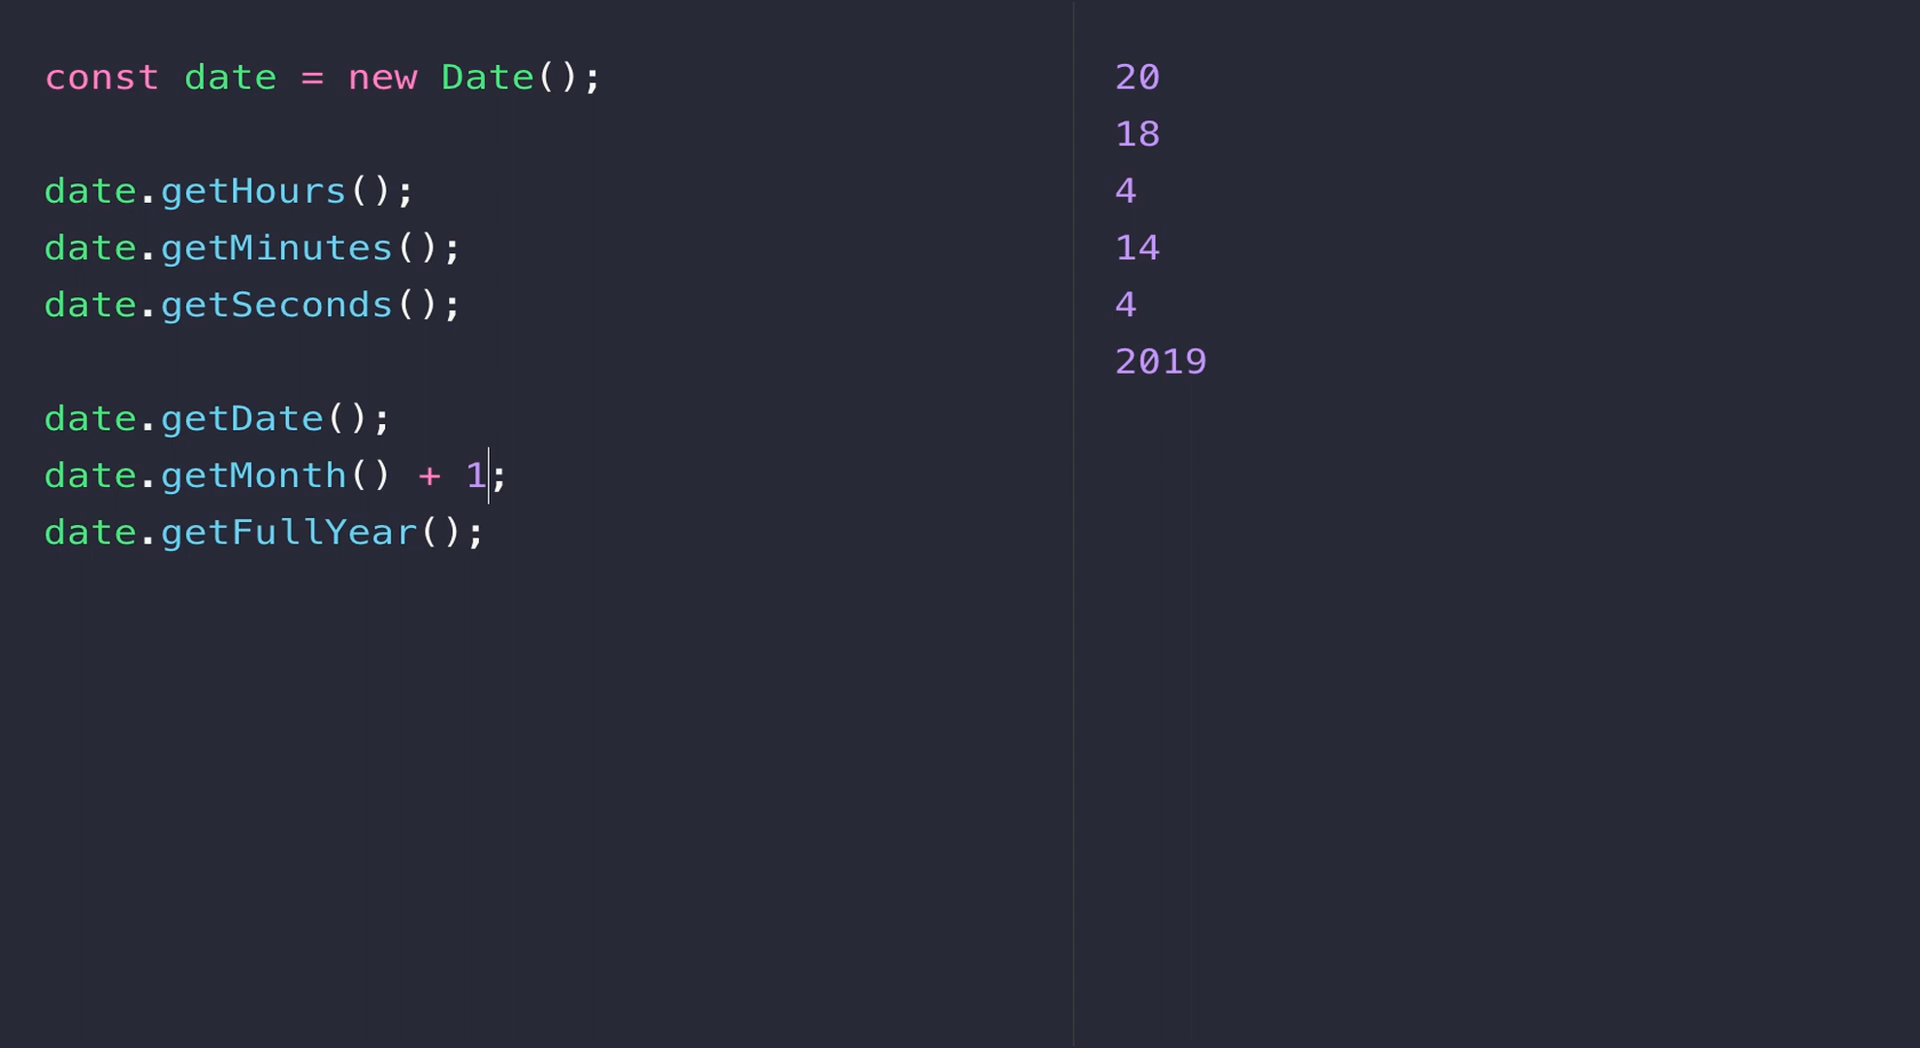 const date = new Date();
date.getHours();
date.getMinutes();
date.getSeconds();
date.getDate();
date.getMonth() + 1;
date.getFullYear();
20
18
4
14
4
2019